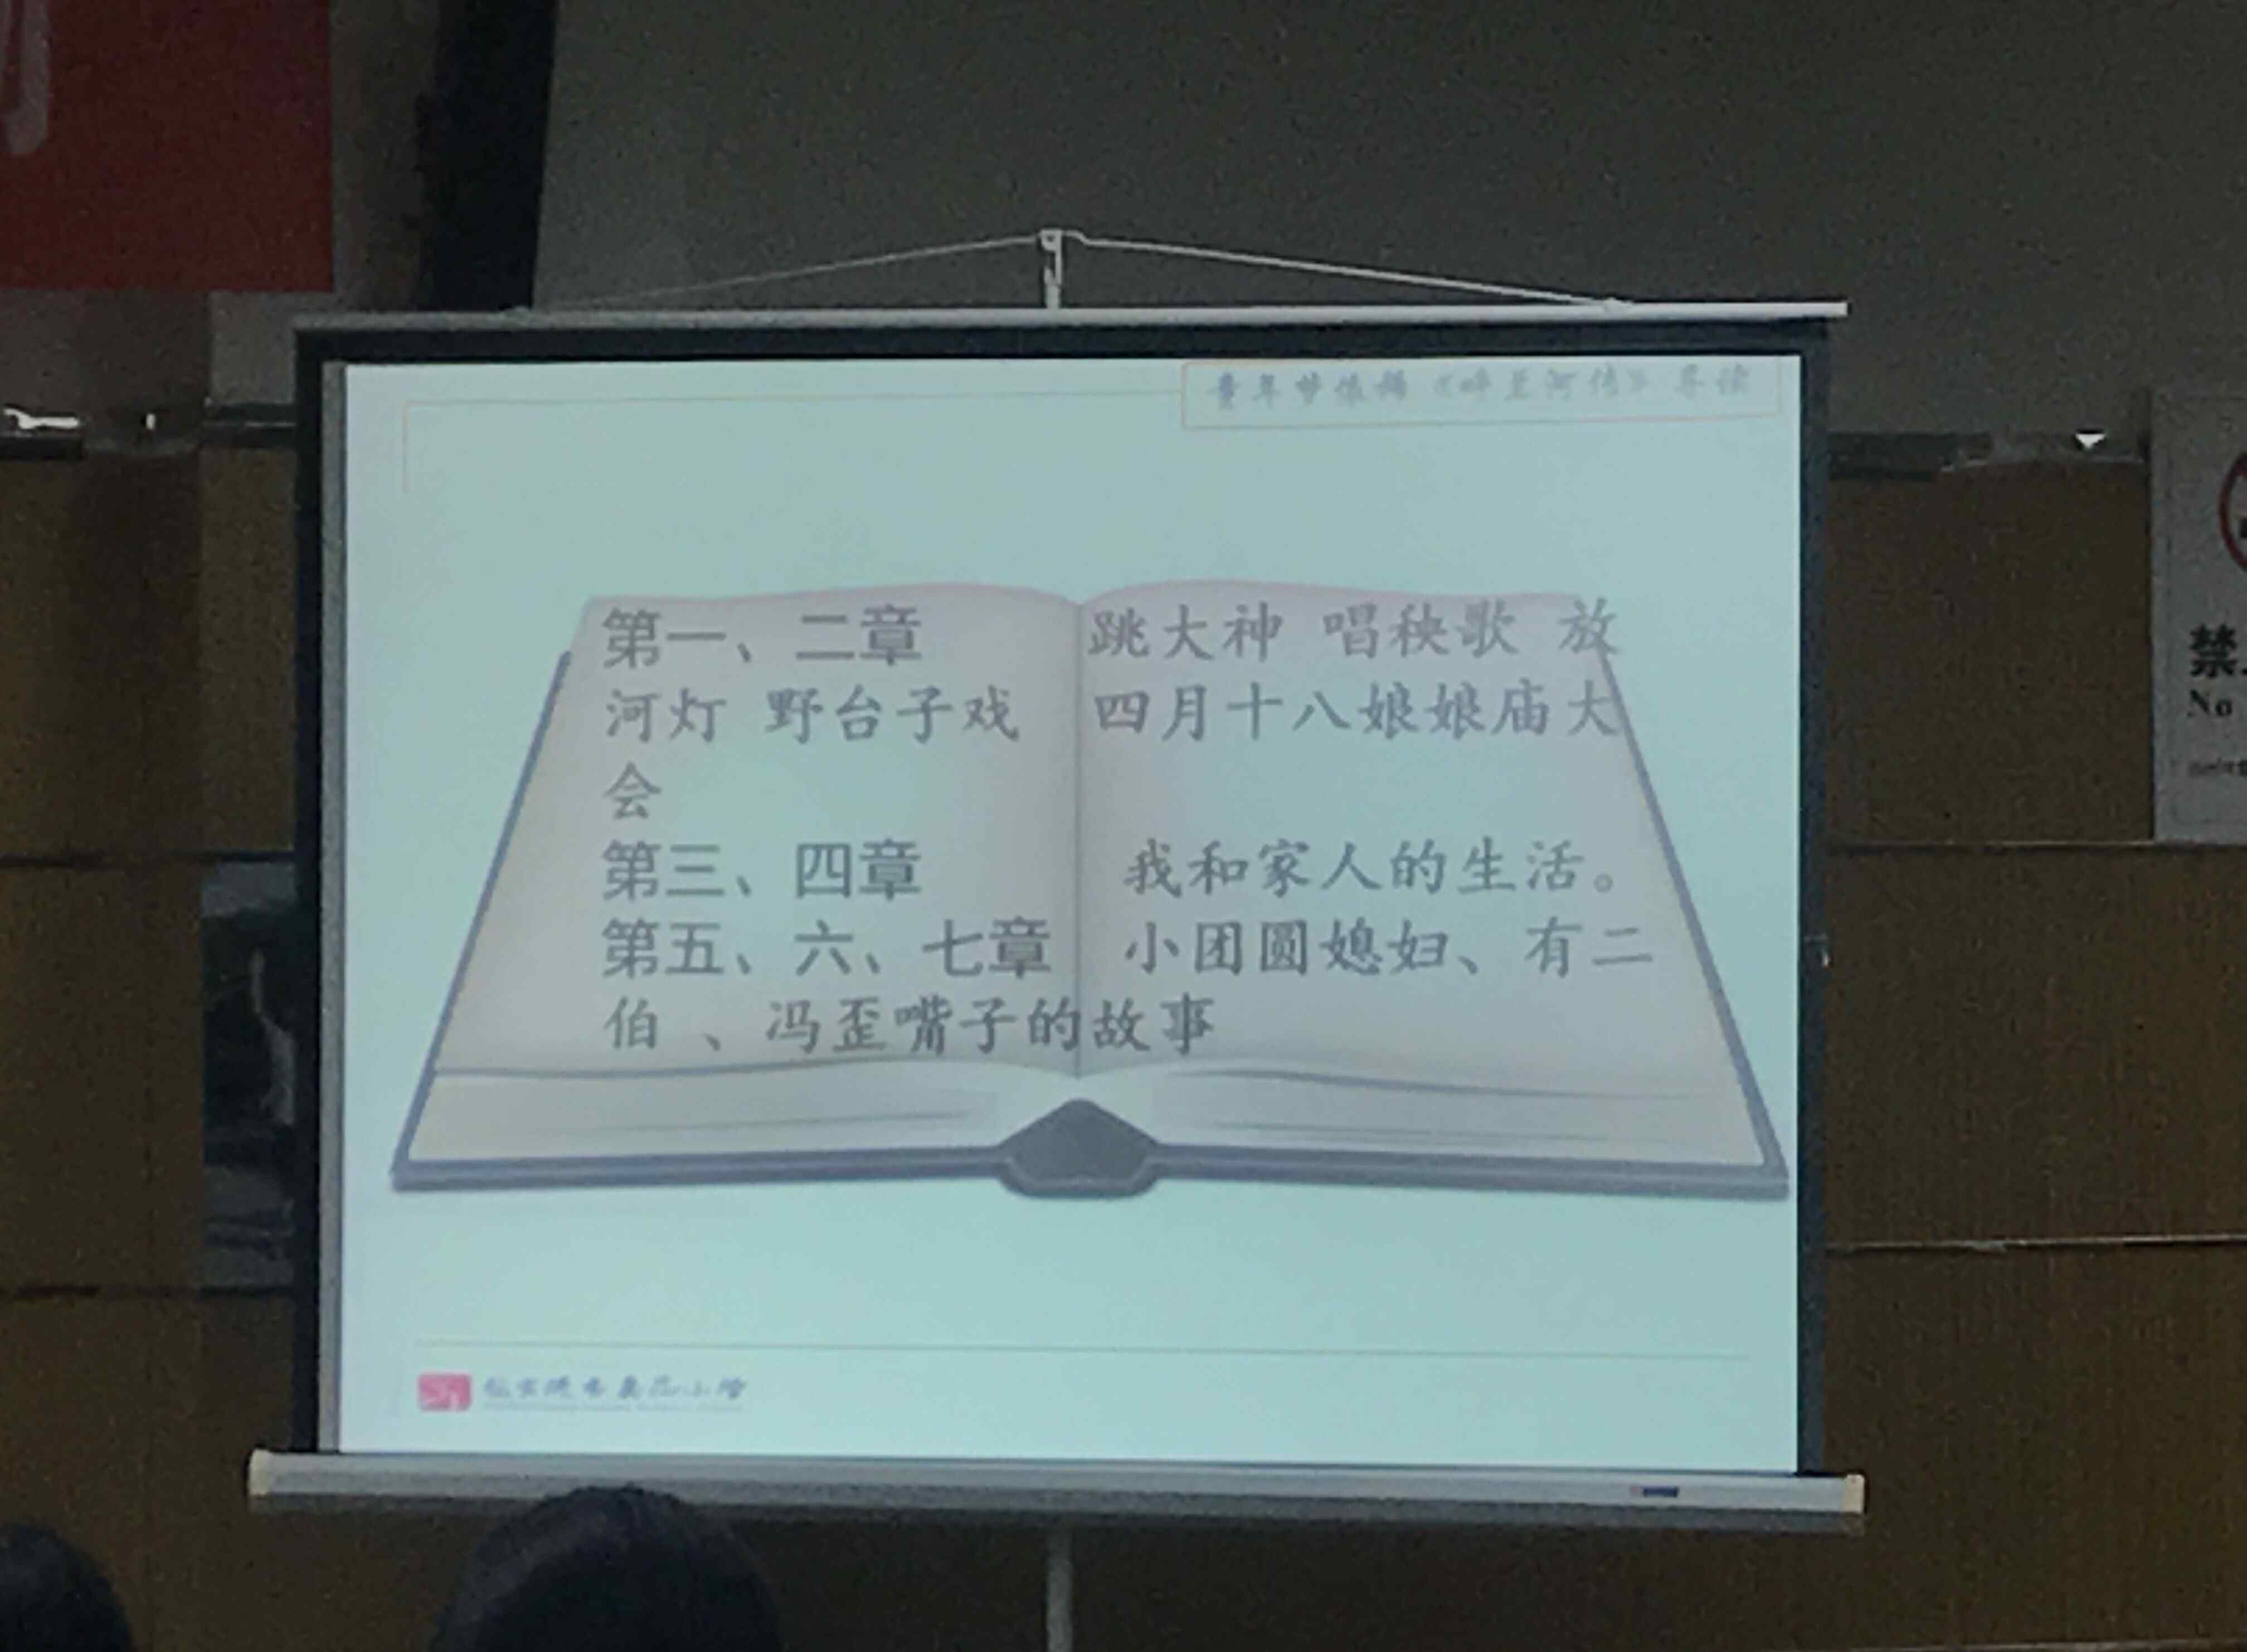 童年梦依稀《呼兰河传》导读
第一、二章 跳大神 唱秧歌 放
河灯 野台子戏 四月十八娘娘庙大
会
第三、四章 我和家人的生活。
第五、六、七章 小团圆媳妇、有二
伯 、冯歪嘴子的故事
禁
No